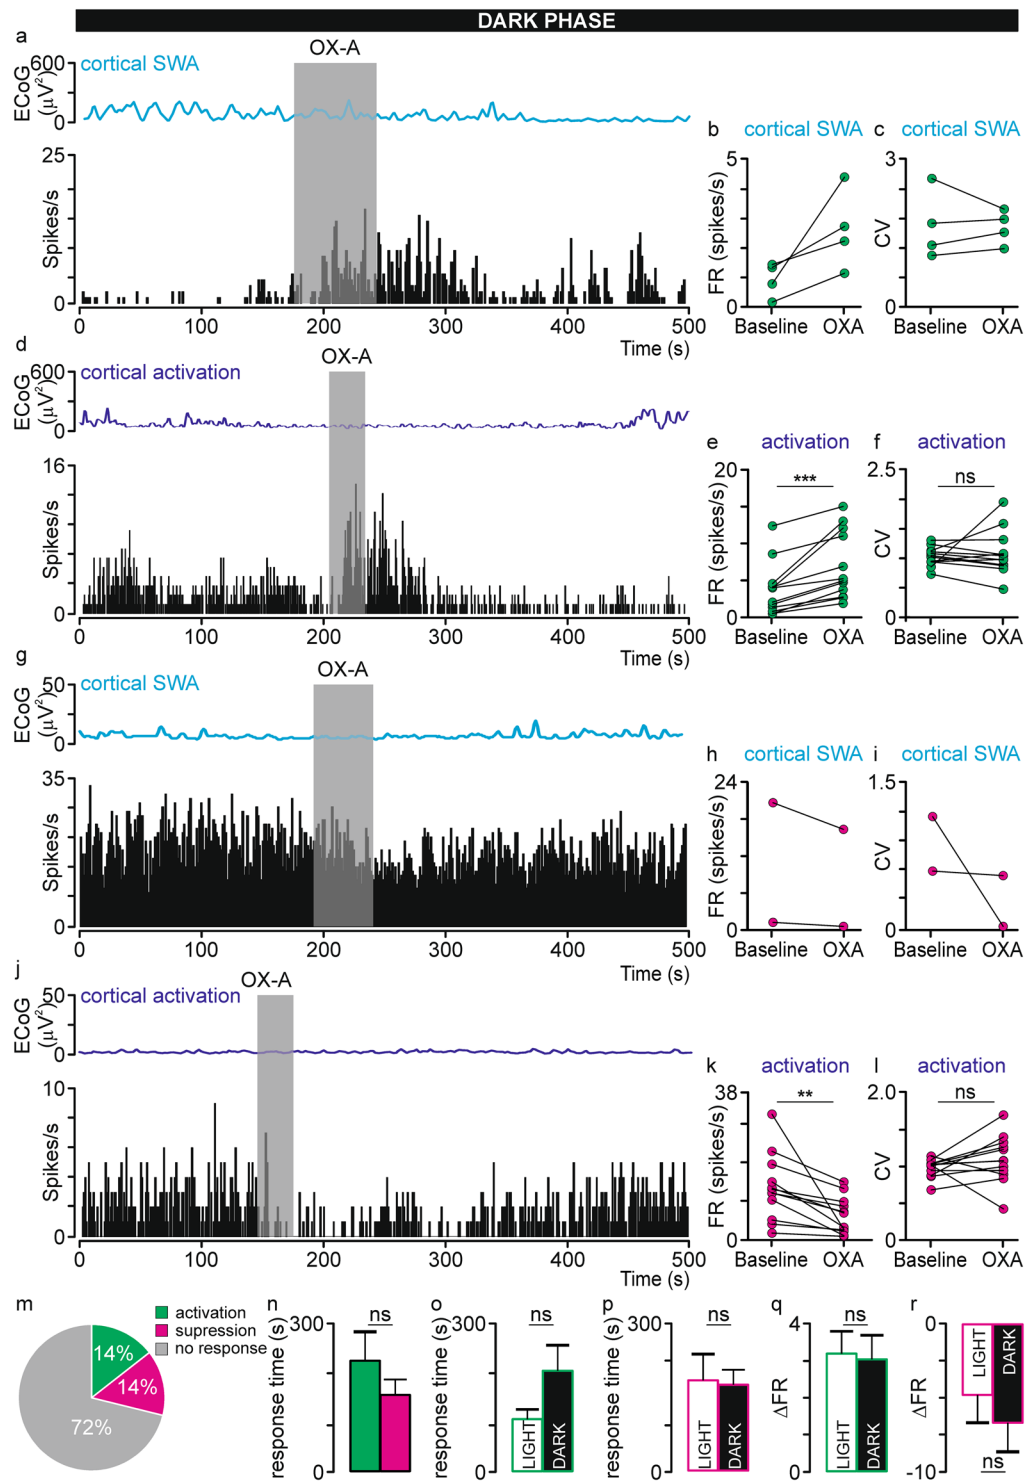 DARK PHASE
a
OX-A
ECoG (μV²)
600
0
cortical SWA
Spikes/s
25
0
0 100 200 300 400 500
Time (s)
b cortical SWA
FR (spikes/s)
5
0
Baseline OXA
c cortical SWA
CV
3
0
Baseline OXA
d
OX-A
ECoG (μV²)
600
0
cortical activation
Spikes/s
16
0
0 100 200 300 400 500
Time (s)
e activation
***
FR (spikes/s)
20
0
Baseline OXA
f activation
ns
CV
2.5
0
Baseline OXA
g
OX-A
ECoG (μV²)
50
0
cortical SWA
Spikes/s
35
0
0 100 200 300 400 500
Time (s)
h cortical SWA
FR (spikes/s)
24
0
Baseline OXA
i cortical SWA
CV
1.5
0
Baseline OXA
j
OX-A
ECoG (μV²)
50
0
cortical activation
Spikes/s
10
0
0 100 200 300 400 500
Time (s)
k activation
**
FR (spikes/s)
38
0
Baseline OXA
l activation
ns
CV
2.0
0
Baseline OXA
m
activation
supression
no response
14%
14%
72%
n
ns
response time (s)
300
0
o
ns
response time (s)
300
0
LIGHT DARK
p
ns
response time (s)
300
0
LIGHT DARK
q
ns
ΔFR
4
0
LIGHT DARK
r
ΔFR
0
-10
LIGHT DARK
ns